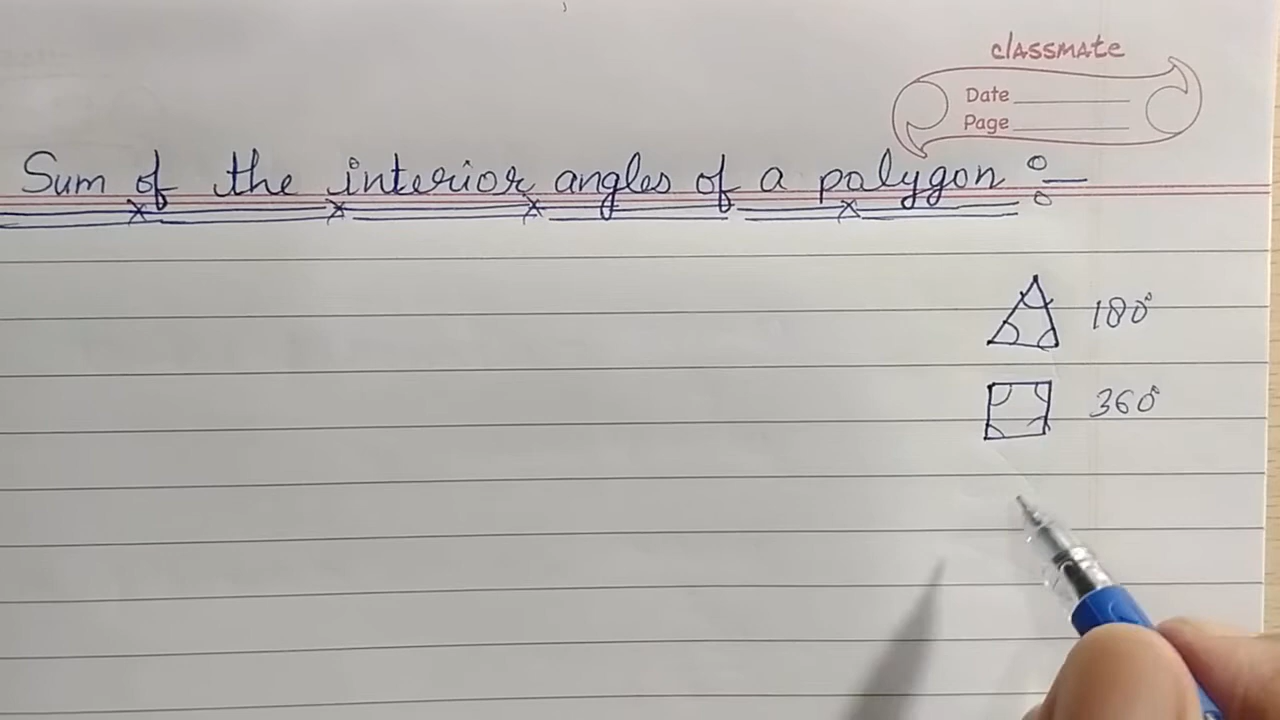 classmate
Date
Page
Sum of the interior angles of a polygon :-
180°
360°